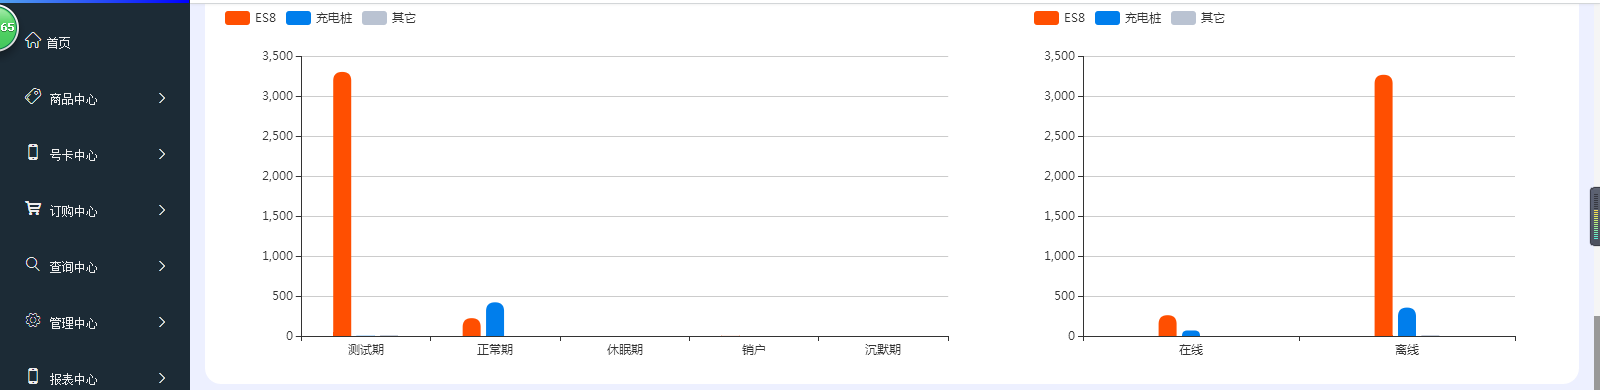 65
首页
商品中心
号卡中心
订购中心
查询中心
管理中心
报表中心
ES8 充电桩 其它
3,500
3,000
2,500
2,000
1,500
1,000
500
0
测试期 正常期 休眠期 销户 沉默期
ES8 充电桩 其它
3,500
3,000
2,500
2,000
1,500
1,000
500
0
在线 离线